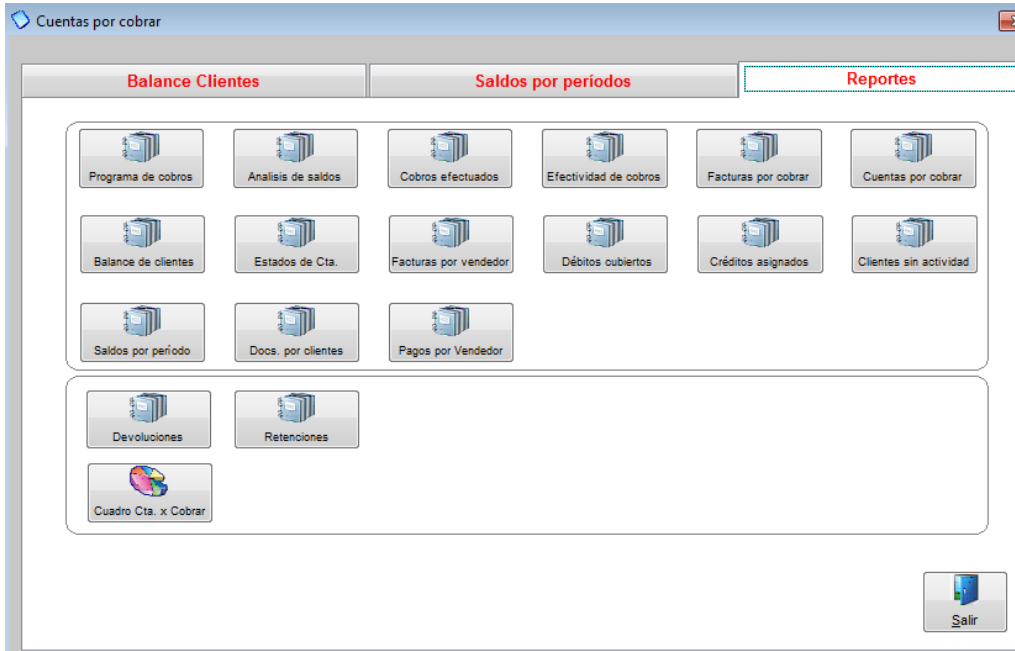 Cuentas por cobrar
Balance Clientes
Saldos por períodos
Reportes
Programa de cobros
Analisis de saldos
Cobros efectuados
Efectividad de cobros
Facturas por cobrar
Cuentas por cobrar
Balance de clientes
Estados de Cta.
Facturas por vendedor
Débitos cubiertos
Créditos asignados
Clientes sin actividad
Saldos por período
Docs. por clientes
Pagos por Vendedor
Devoluciones
Retenciones
Cuadro Cta. x Cobrar
Salir